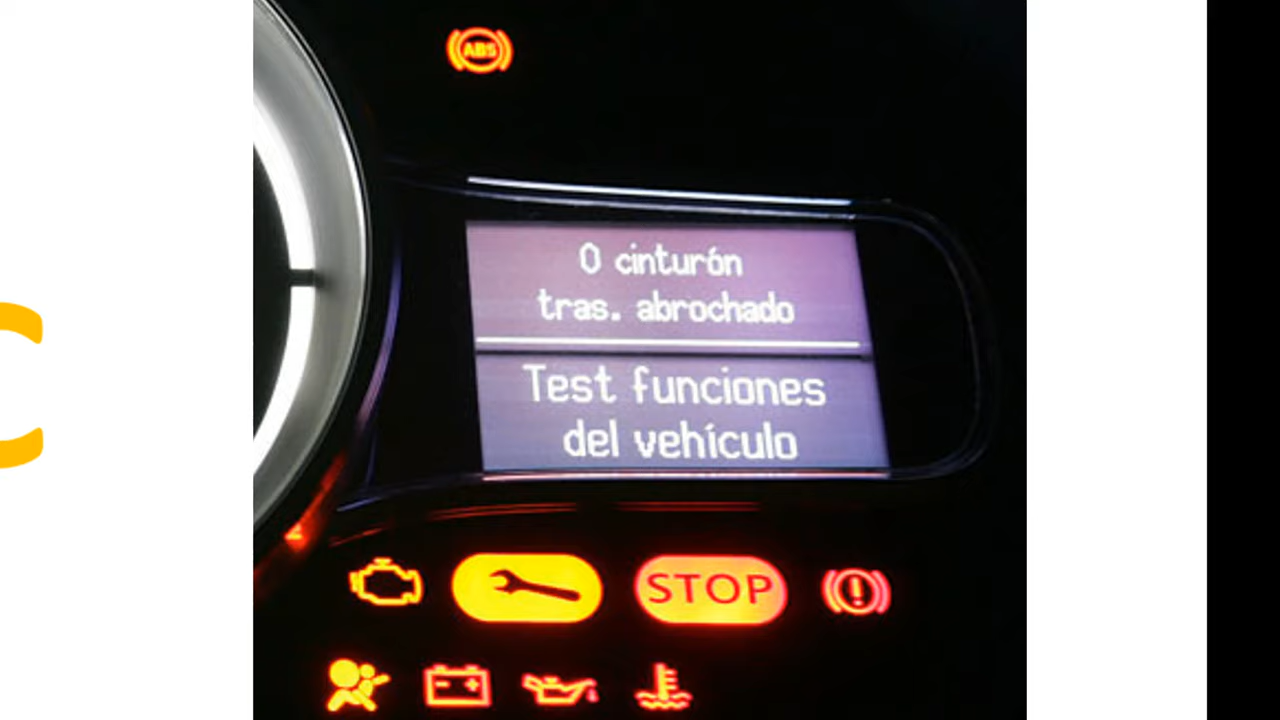 ABS
0 cinturón
tras. abrochado
Test funciones
del vehículo
STOP